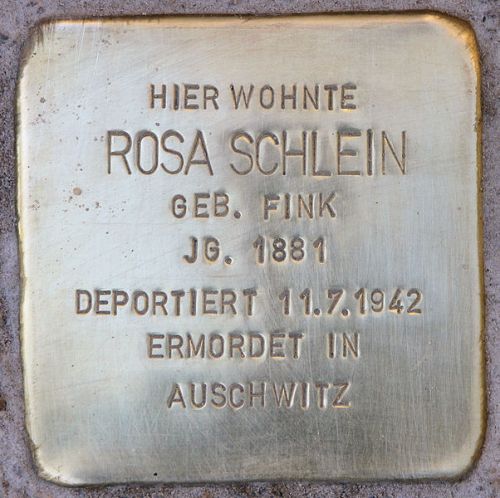 HIER WOHNTE
ROSA SCHLEIN
GEB. FINK
JG. 1881
DEPORTIERT 11.7.1942
ERMORDET IN
AUSCHWITZ